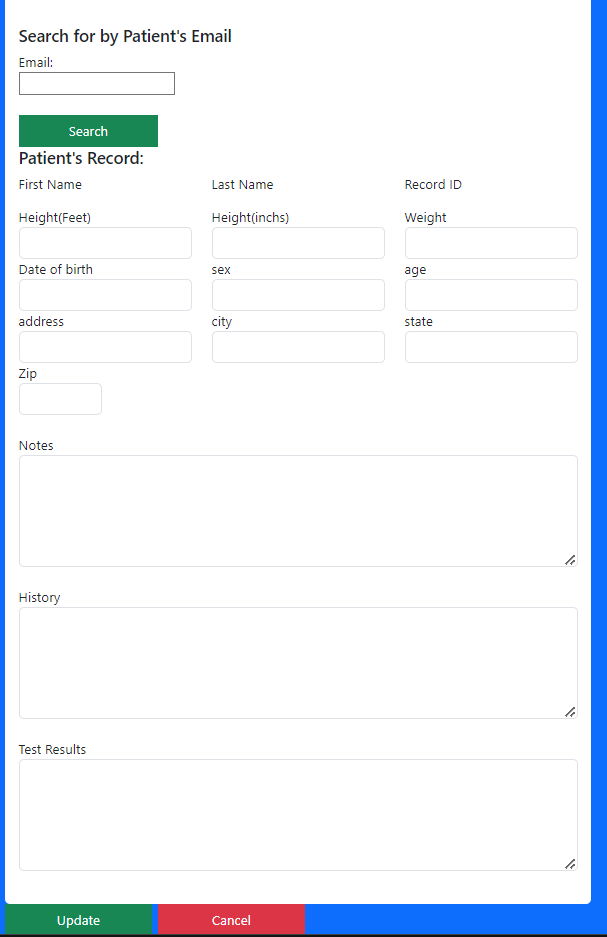 Search for by Patient's Email
Email:
Search
Patient's Record:
First Name Last Name Record ID
Height(Feet) Height(inchs) Weight
Date of birth sex age
address city state
Zip
Notes
History
Test Results
Update Cancel